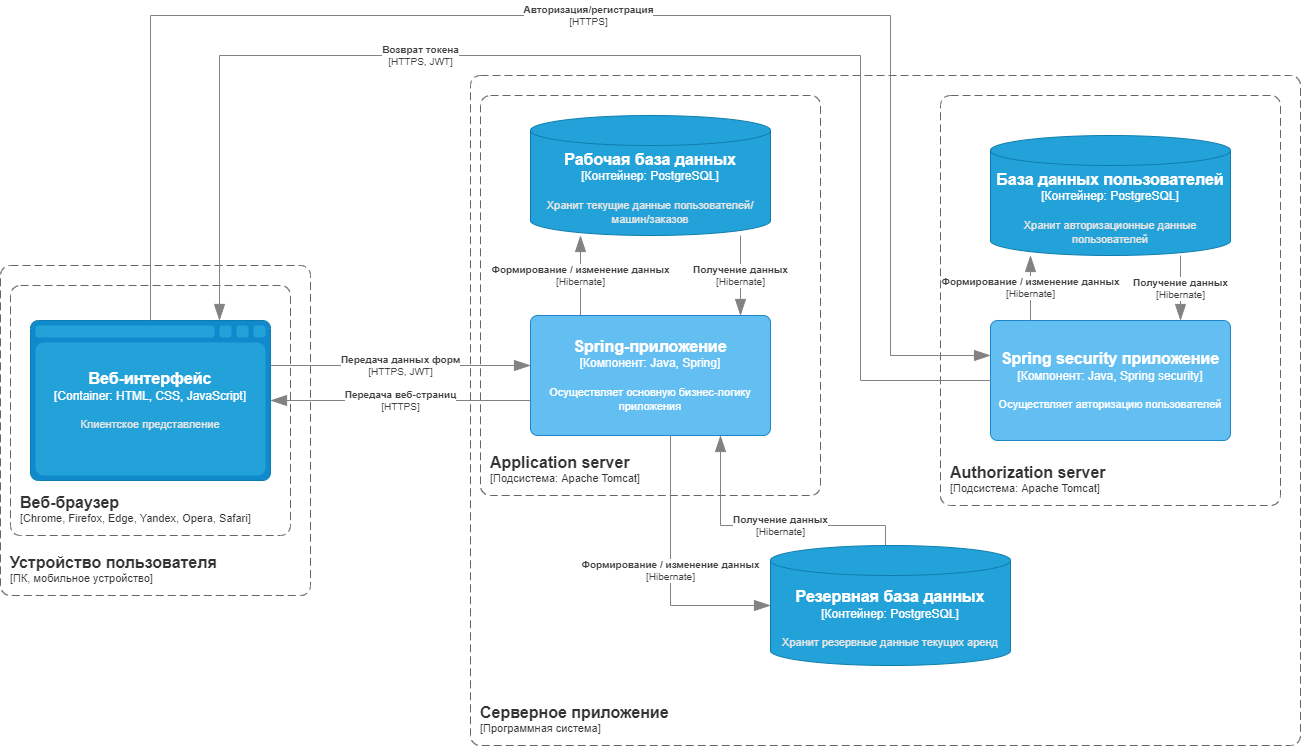 Авторизация/регистрация
[HTTPS]
Возврат токена
[HTTPS, JWT]
Рабочая база данных
[Контейнер: PostgreSQL]
Хранит текущие данные пользователей/
машин/заказов
База данных пользователей
[Контейнер: PostgreSQL]
Хранит авторизационные данные
пользователей
Формирование / изменение данных
[Hibernate]
Получение данных
[Hibernate]
Формирование / изменение данных
[Hibernate]
Получение данных
[Hibernate]
Веб-интерфейс
[Container: HTML, CSS, JavaScript]
Клиентское представление
Передача данных форм
[HTTPS, JWT]
Передача веб-страниц
[HTTPS]
Spring-приложение
[Компонент: Java, Spring]
Осуществляет основную бизнес-логику
приложения
Spring security приложение
[Компонент: Java, Spring security]
Осуществляет авторизацию пользователей
Application server
[Подсистема: Apache Tomcat]
Authorization server
[Подсистема: Apache Tomcat]
Веб-браузер
[Chrome, Firefox, Edge, Yandex, Opera, Safari]
Устройство пользователя
[ПК, мобильное устройство]
Получение данных
[Hibernate]
Формирование / изменение данных
[Hibernate]
Резервная база данных
[Контейнер: PostgreSQL]
Хранит резервные данные текущих аренд
Серверное приложение
[Программная система]